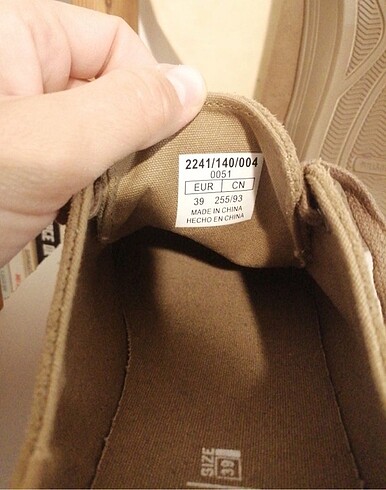 2241/140/004
0051
EUR CN
39 255/93
MADE IN CHINA
HECHO EN CHINA
SIZE 39